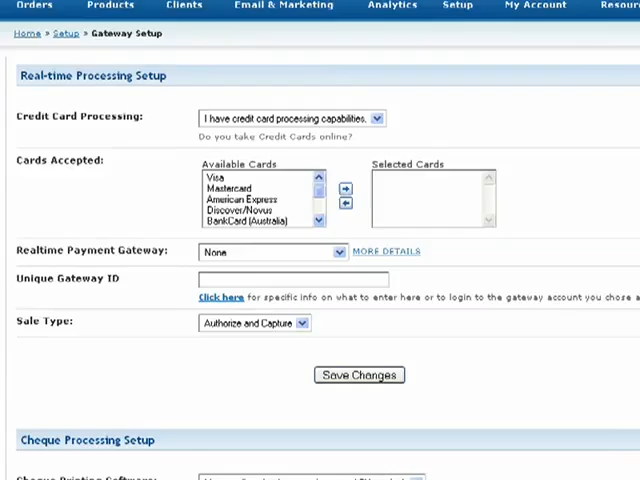 Orders Products Clients Email & Marketing Analytics Setup My Account
Home » Setup » Gateway Setup
Real-time Processing Setup
Credit Card Processing: I have credit card processing capabilities.
Do you take Credit Cards online?
Cards Accepted: Available Cards Selected Cards
Visa
Mastercard
American Express
Discover/Novus
BankCard (Australia)
Realtime Payment Gateway: None MORE DETAILS
Unique Gateway ID
Click here for specific info on what to enter here or to login to the gateway account you chose
Sale Type: Authorize and Capture
Save Changes
Cheque Processing Setup
Cheque Printing Software: